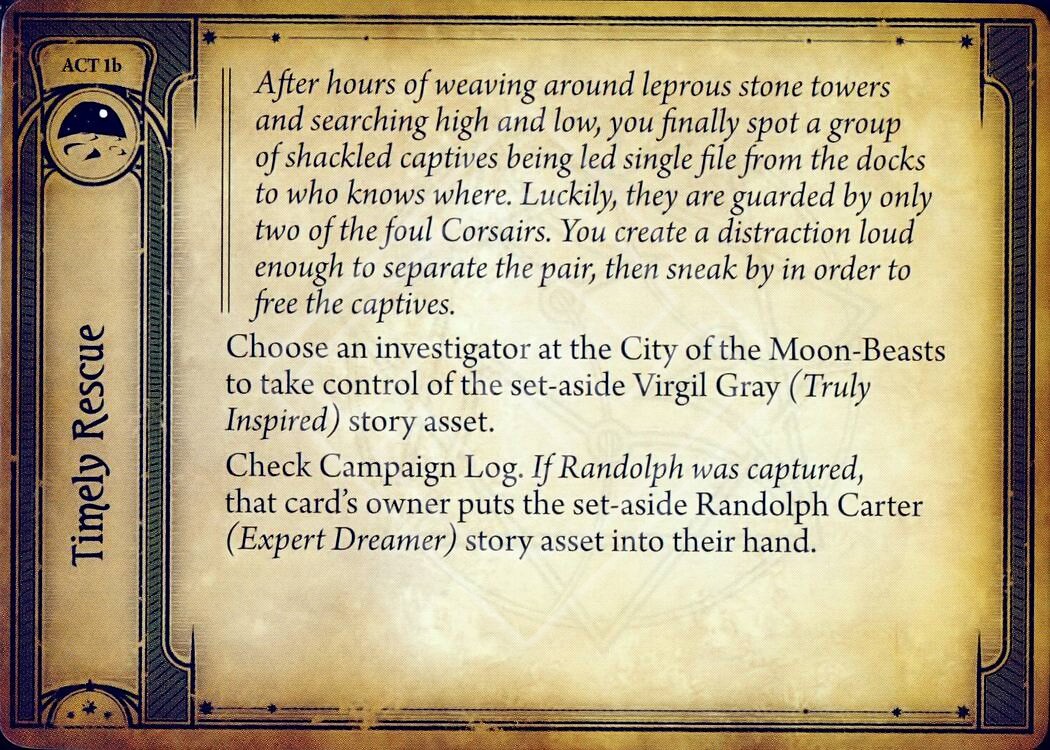 ACT 1b
Timely Rescue
After hours of weaving around leprous stone towers
and searching high and low, you finally spot a group
of shackled captives being led single file from the docks
to who knows where. Luckily, they are guarded by only
two of the foul Corsairs. You create a distraction loud
enough to separate the pair, then sneak by in order to
free the captives.
Choose an investigator at the City of the Moon-Beasts
to take control of the set-aside Virgil Gray (Truly
Inspired) story asset.
Check Campaign Log. If Randolph was captured,
that card's owner puts the set-aside Randolph Carter
(Expert Dreamer) story asset into their hand.